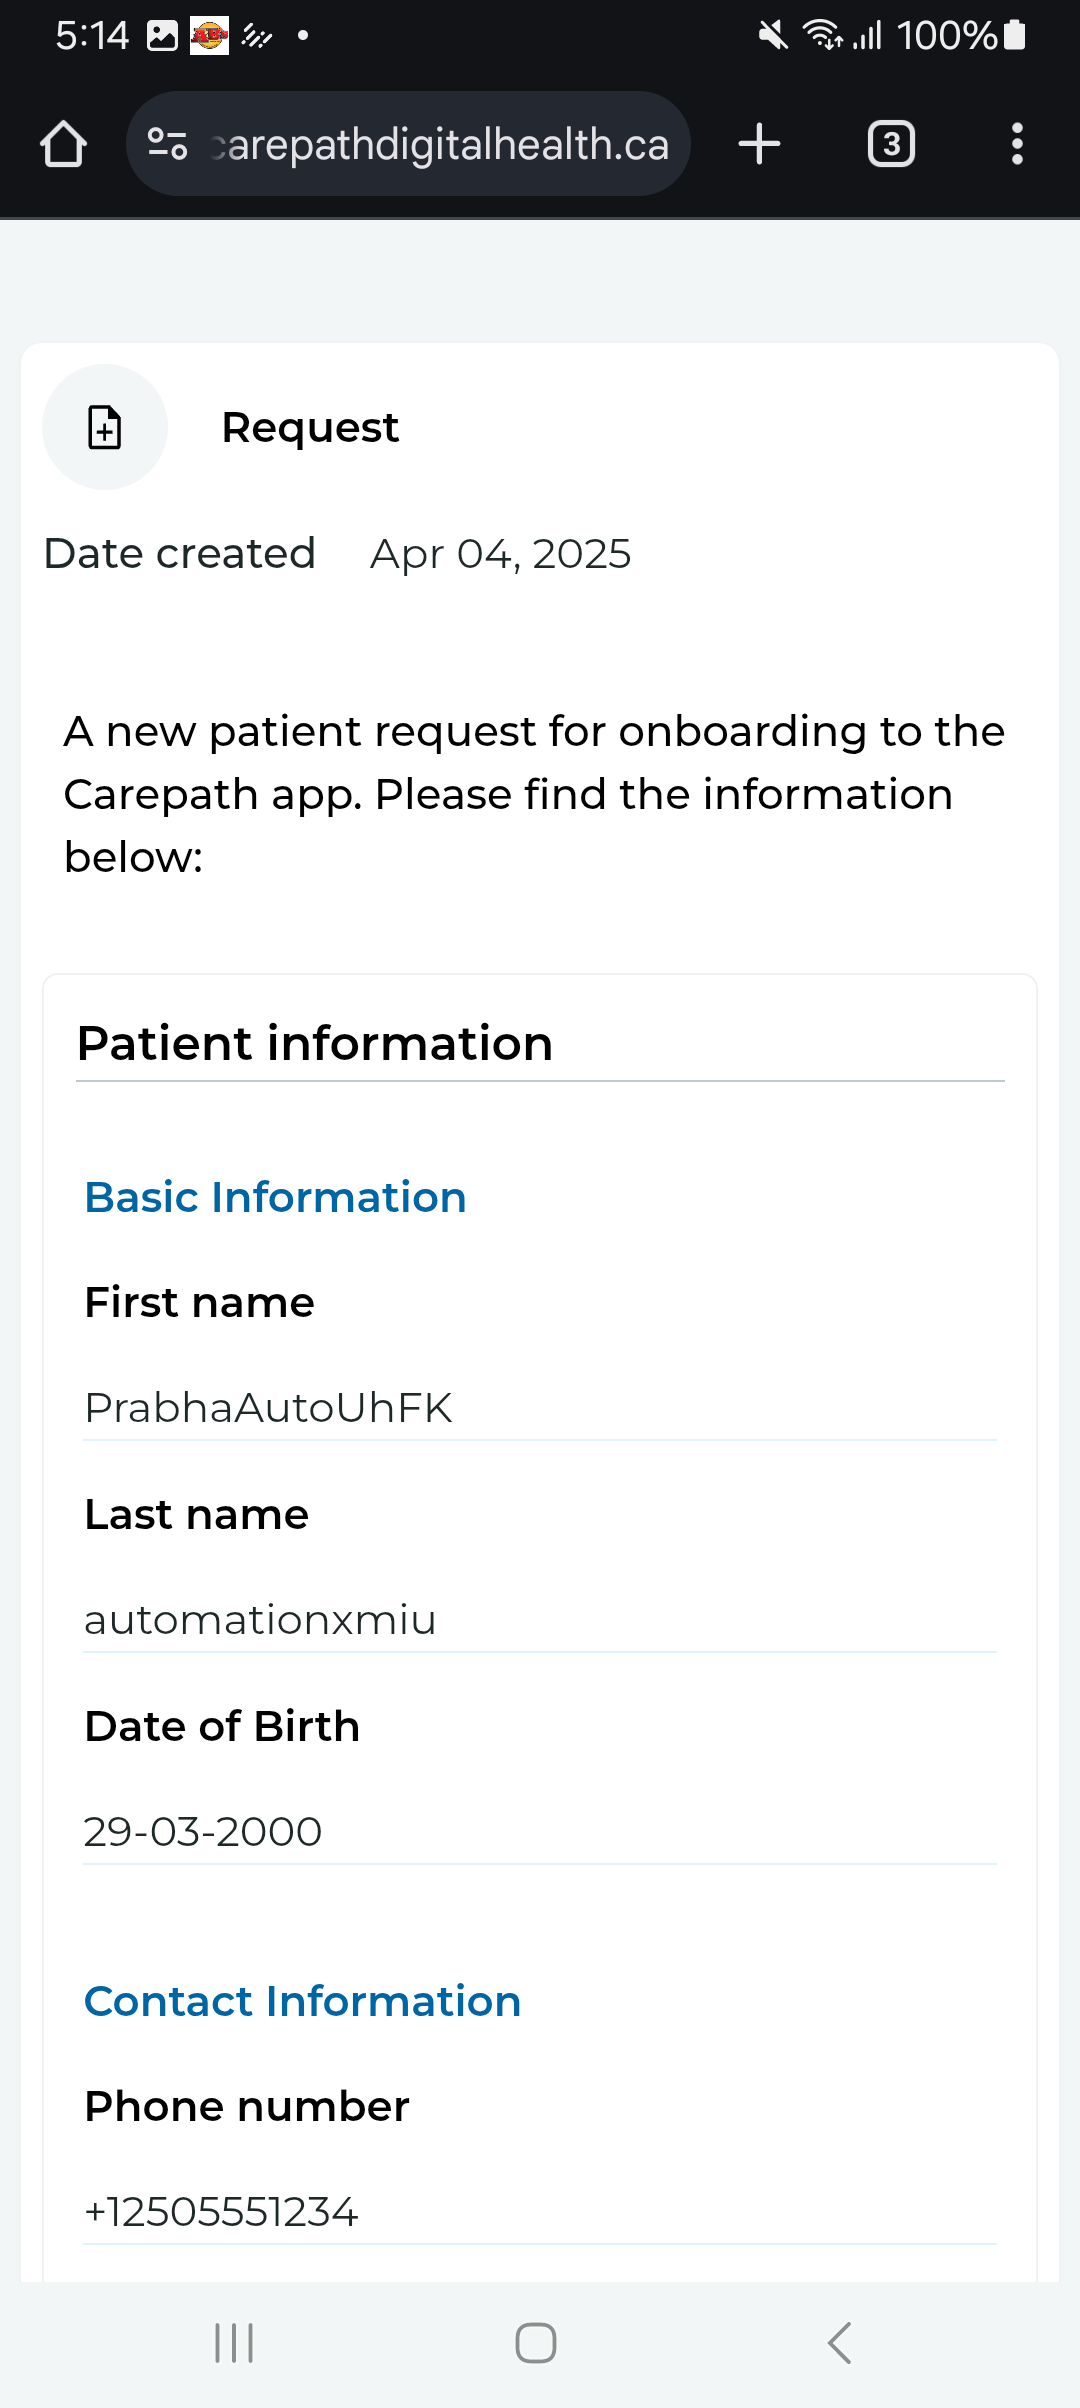 5:14
100%
carepathdigitalhealth.ca
3
Request
Date created Apr 04, 2025
A new patient request for onboarding to the
Carepath app. Please find the information
below:
Patient information
Basic Information
First name
PrabhaAutoUhFK
Last name
automationxmiu
Date of Birth
29-03-2000
Contact Information
Phone number
+12505551234